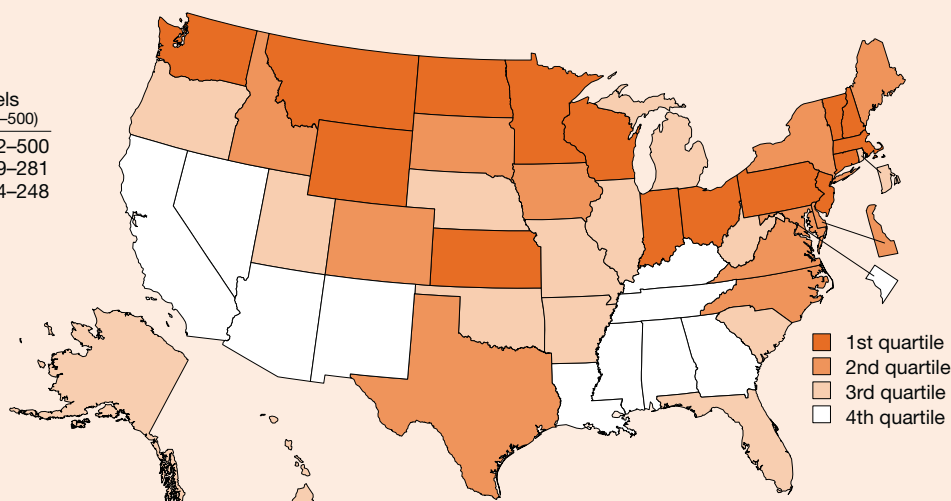 els
–500)
2–500
9–281
4–248
1st quartile
2nd quartile
3rd quartile
4th quartile